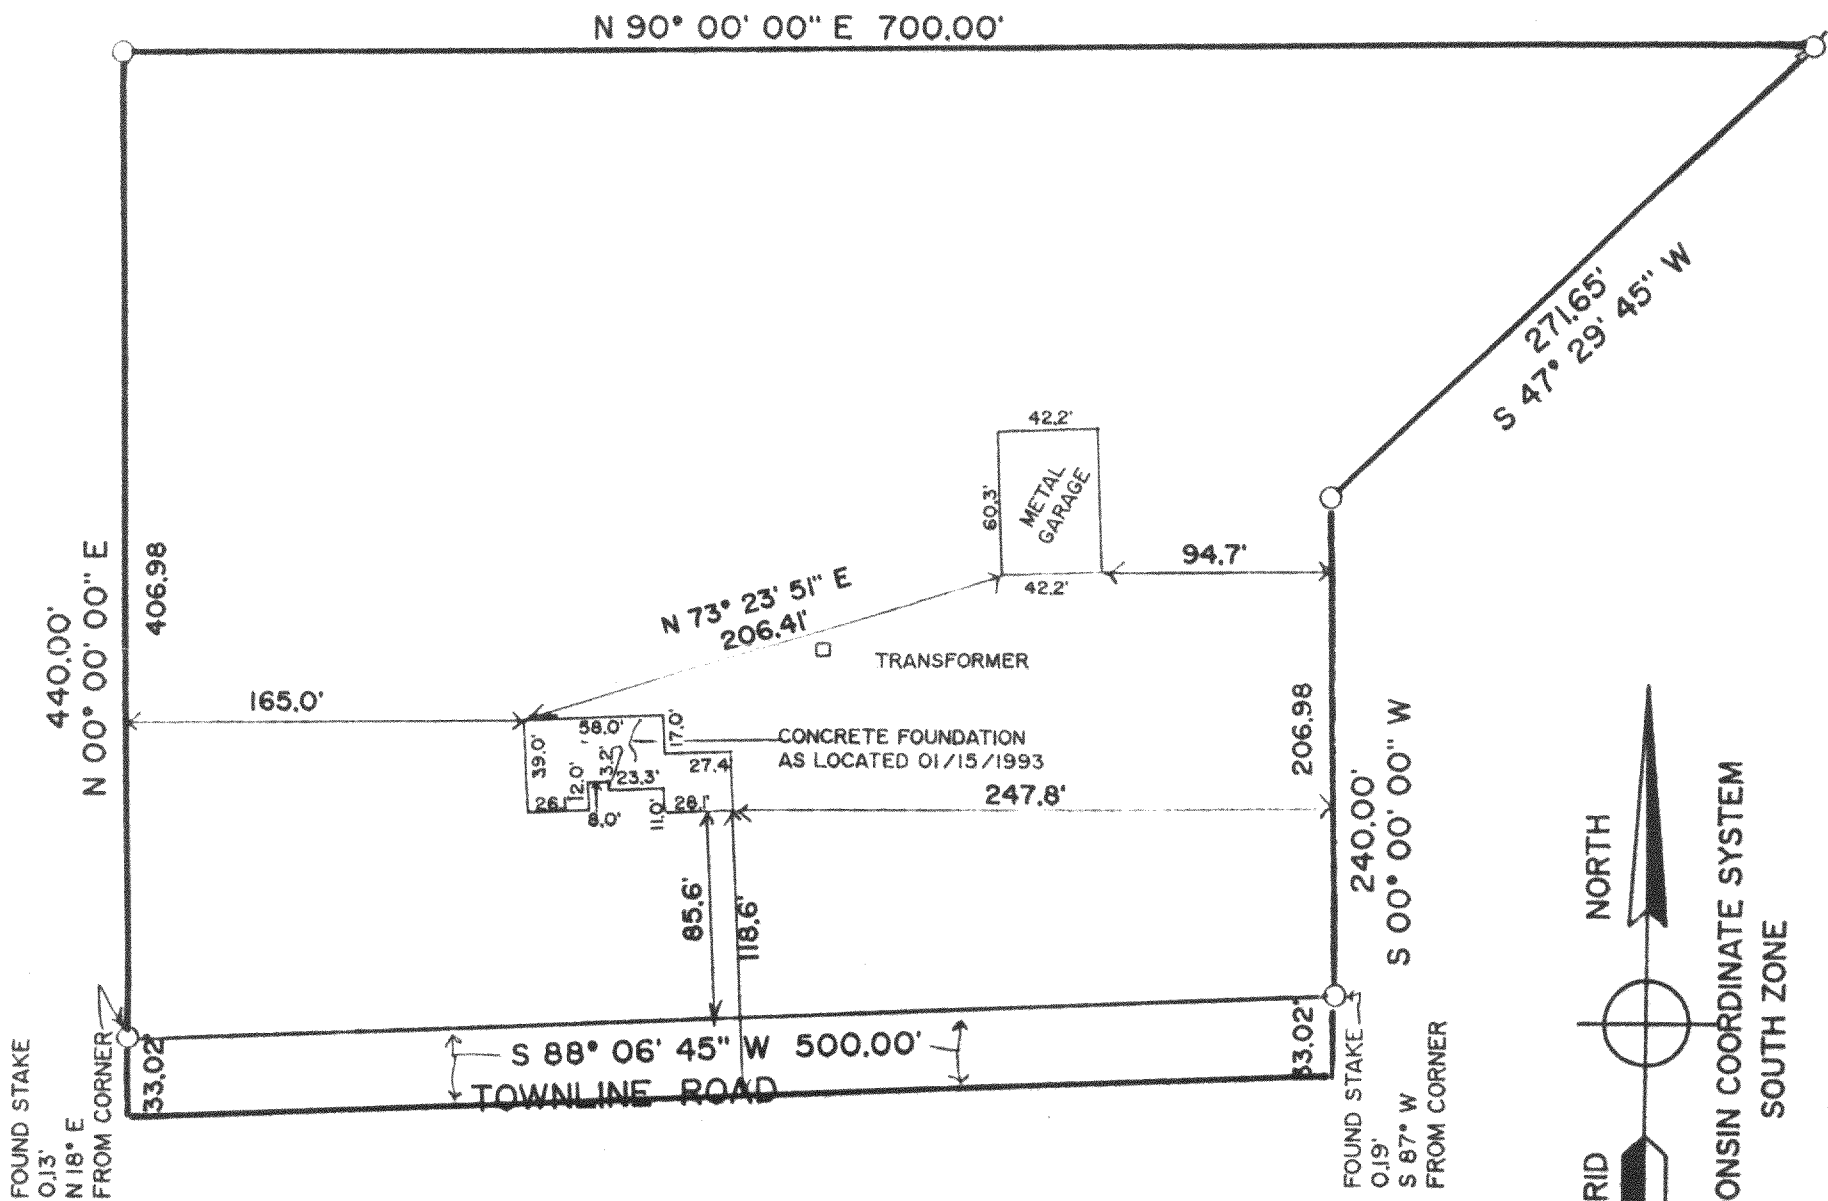 N 90° 00' 00" E 700.00'
271.65'
S 47° 29' 45" W
42.2'
60.3'
METAL
GARAGE
42.2'
94.7'
N 73° 23' 51" E
206.41'
TRANSFORMER
440.00'
N 00° 00' 00" E
406.98
165.0'
58.0'
17.0'
39.0'
12.0'
3.2'
23.3'
27.4
26.1'
8.0'
11.0'
28.1'
CONCRETE FOUNDATION
AS LOCATED 01/15/1993
247.8'
206.98
240.00'
S 00° 00' 00" W
85.6'
118.6'
S 88° 06' 45" W 500.00'
TOWNLINE ROAD
33.02'
33.02'
FOUND STAKE
0.13'
N 18° E
FROM CORNER
FOUND STAKE
0.19'
S 87° W
FROM CORNER
NORTH
RID
ONSIN COORDINATE SYSTEM
SOUTH ZONE